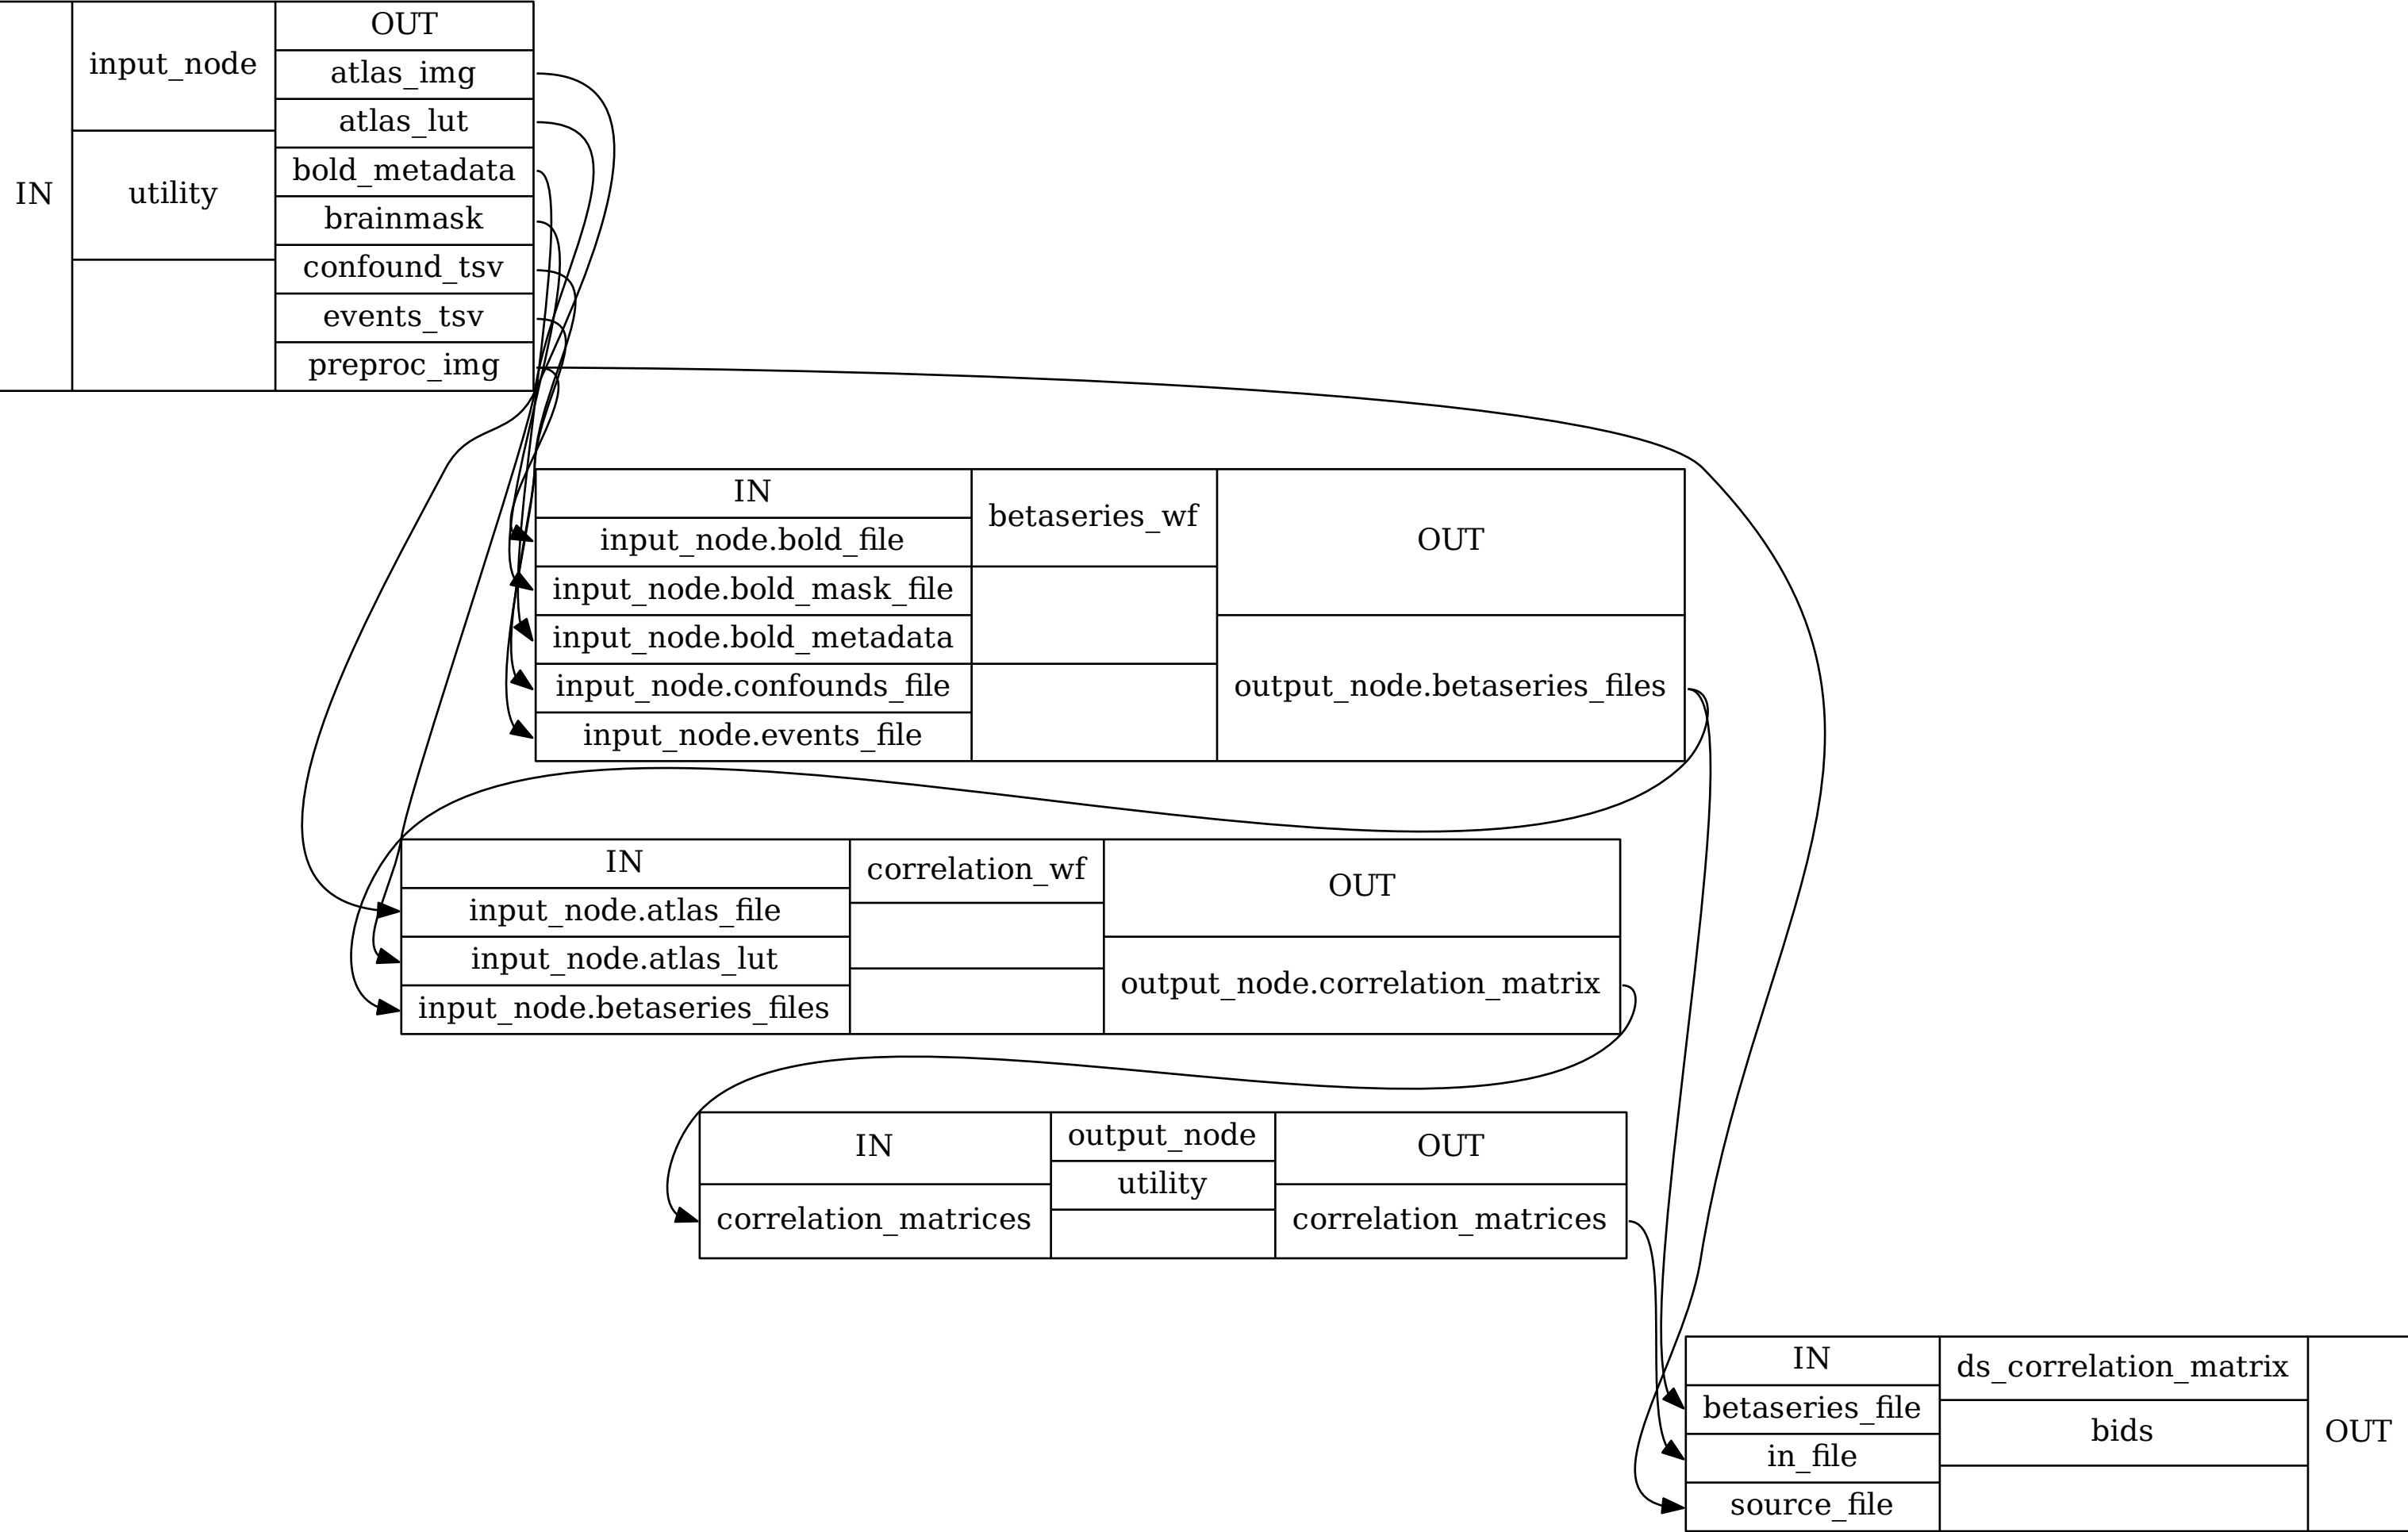 IN
input_node
utility
OUT
atlas_img
atlas_lut
bold_metadata
brainmask
confound_tsv
events_tsv
preproc_img
IN
input_node.bold_file
input_node.bold_mask_file
input_node.bold_metadata
input_node.confounds_file
input_node.events_file
betaseries_wf
OUT
output_node.betaseries_files
IN
input_node.atlas_file
input_node.atlas_lut
input_node.betaseries_files
correlation_wf
OUT
output_node.correlation_matrix
IN
correlation_matrices
output_node
utility
OUT
correlation_matrices
IN
betaseries_file
in_file
source_file
ds_correlation_matrix
bids
OUT